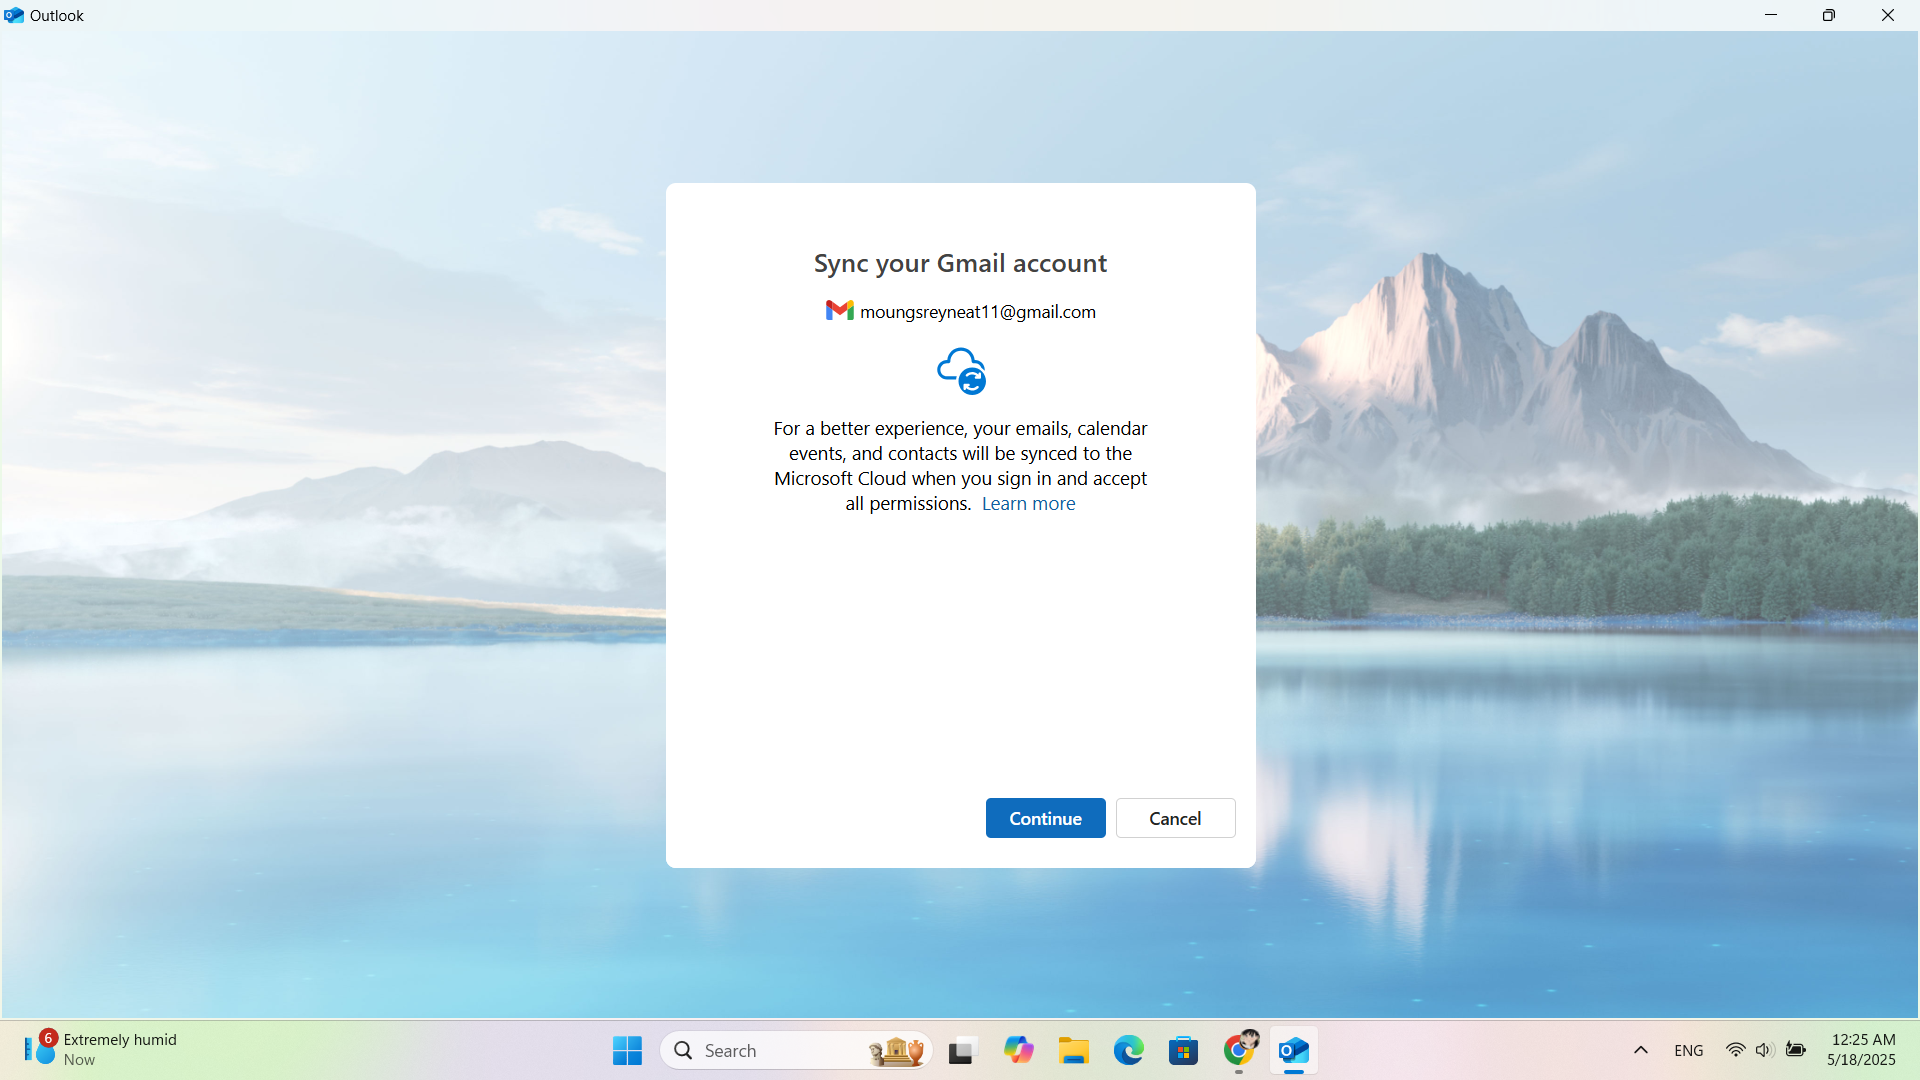 Outlook
Sync your Gmail account
moungsreyneat11@gmail.com
For a better experience, your emails, calendar
events, and contacts will be synced to the
Microsoft Cloud when you sign in and accept
all permissions. Learn more
Continue
Cancel
6
Extremely humid
Now
Search
ENG
12:25 AM
5/18/2025